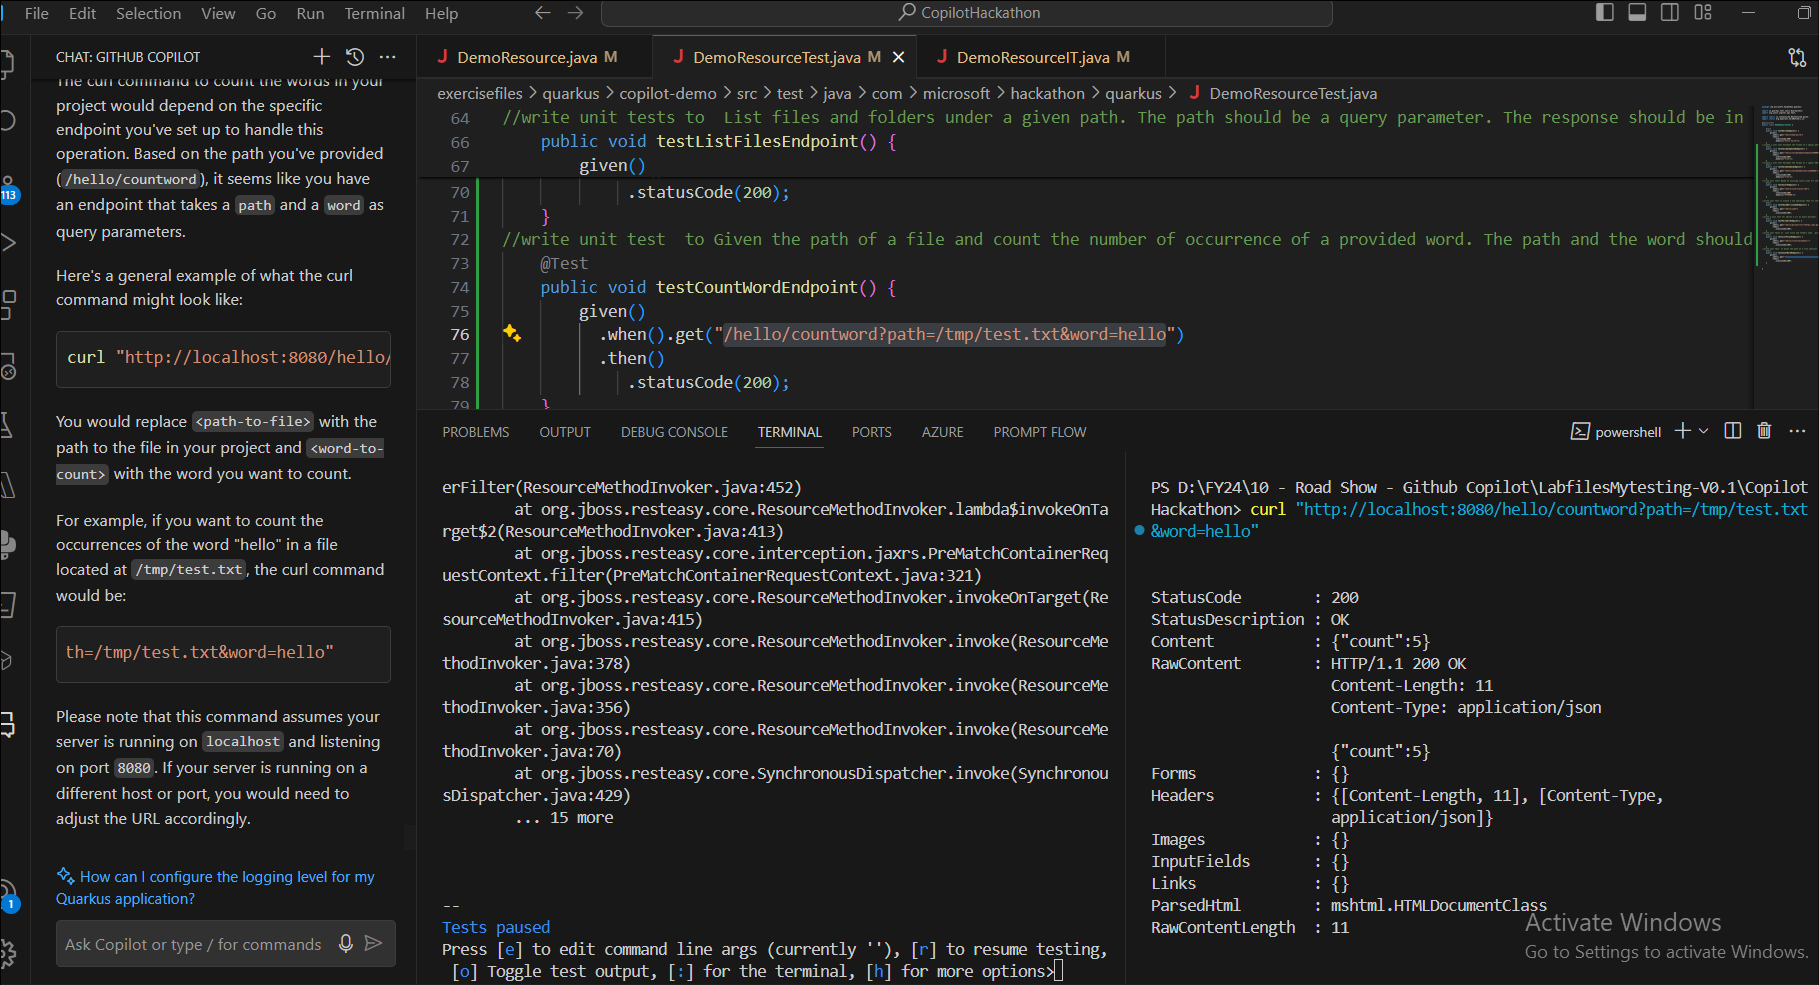 File Edit Selection View Go Run Terminal Help
CopilotHackathon
CHAT: GITHUB COPILOT
The curl command to count the words in your
project would depend on the specific
endpoint you've set up to handle this
operation. Based on the path you've provided
(/hello/countword), it seems like you have
an endpoint that takes a path and a word as
query parameters.
Here's a general example of what the curl
command might look like:
curl "http://localhost:8080/hello/
You would replace <path-to-file> with the
path to the file in your project and <word-to-
count> with the word you want to count.
For example, if you want to count the
occurrences of the word "hello" in a file
located at /tmp/test.txt, the curl command
would be:
th=/tmp/test.txt&word=hello"
Please note that this command assumes your
server is running on localhost and listening
on port 8080. If your server is running on a
different host or port, you would need to
adjust the URL accordingly.
How can I configure the logging level for my
Quarkus application?
Ask Copilot or type / for commands
113
1
DemoResource.java M
DemoResourceTest.java M
DemoResourceIT.java M
exercisefiles > quarkus > copilot-demo > src > test > java > com > microsoft > hackathon > quarkus > DemoResourceTest.java
64 //write unit tests to  List files and folders under a given path. The path should be a query parameter. The response should be in
66 public void testListFilesEndpoint() {
67 given()
70 .statusCode(200);
71 }
72 //write unit test  to Given the path of a file and count the number of occurrence of a provided word. The path and the word should
73 @Test
74 public void testCountWordEndpoint() {
75 given()
76 .when().get("/hello/countword?path=/tmp/test.txt&word=hello")
77 .then()
78 .statusCode(200);
79 }
PROBLEMS OUTPUT DEBUG CONSOLE TERMINAL PORTS AZURE PROMPT FLOW
powershell
erFilter(ResourceMethodInvoker.java:452)
at org.jboss.resteasy.core.ResourceMethodInvoker.lambda$invokeOnTa
rget$2(ResourceMethodInvoker.java:413)
at org.jboss.resteasy.core.interception.jaxrs.PreMatchContainerReq
uestContext.filter(PreMatchContainerRequestContext.java:321)
at org.jboss.resteasy.core.ResourceMethodInvoker.invokeOnTarget(Re
sourceMethodInvoker.java:415)
at org.jboss.resteasy.core.ResourceMethodInvoker.invoke(ResourceMe
thodInvoker.java:378)
at org.jboss.resteasy.core.ResourceMethodInvoker.invoke(ResourceMe
thodInvoker.java:356)
at org.jboss.resteasy.core.ResourceMethodInvoker.invoke(ResourceMe
thodInvoker.java:70)
at org.jboss.resteasy.core.SynchronousDispatcher.invoke(Synchronou
sDispatcher.java:429)
... 15 more
--
Tests paused
Press [e] to edit command line args (currently ''), [r] to resume testing,
[o] Toggle test output, [:] for the terminal, [h] for more options>
PS D:\FY24\10 - Road Show - Github Copilot\LabfilesMytesting-V0.1\Copilot
Hackathon> curl "http://localhost:8080/hello/countword?path=/tmp/test.txt
&word=hello"
StatusCode : 200
StatusDescription : OK
Content : {"count":5}
RawContent : HTTP/1.1 200 OK
Content-Length: 11
Content-Type: application/json
{"count":5}
Forms : {}
Headers : {[Content-Length, 11], [Content-Type,
application/json]}
Images : {}
InputFields : {}
Links : {}
ParsedHtml : mshtml.HTMLDocumentClass
RawContentLength : 11
Activate Windows
Go to Settings to activate Windows.